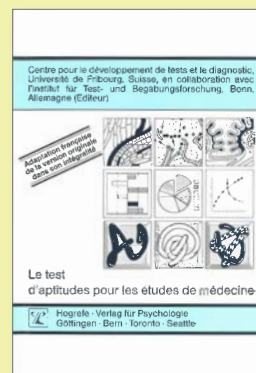 Centre pour le développement de tests et le diagnostic,
Université de Fribourg, Suisse, en collaboration avec
l'Institut für Test- und Begabungsforschung, Bonn,
Allemagne (Editeur)
Adaptation française
de la version originale
dans son intégralité
Le test
d'aptitudes pour les études de médecine
Hogrefe · Verlag für Psychologie
Göttingen · Bern · Toronto · Seattle